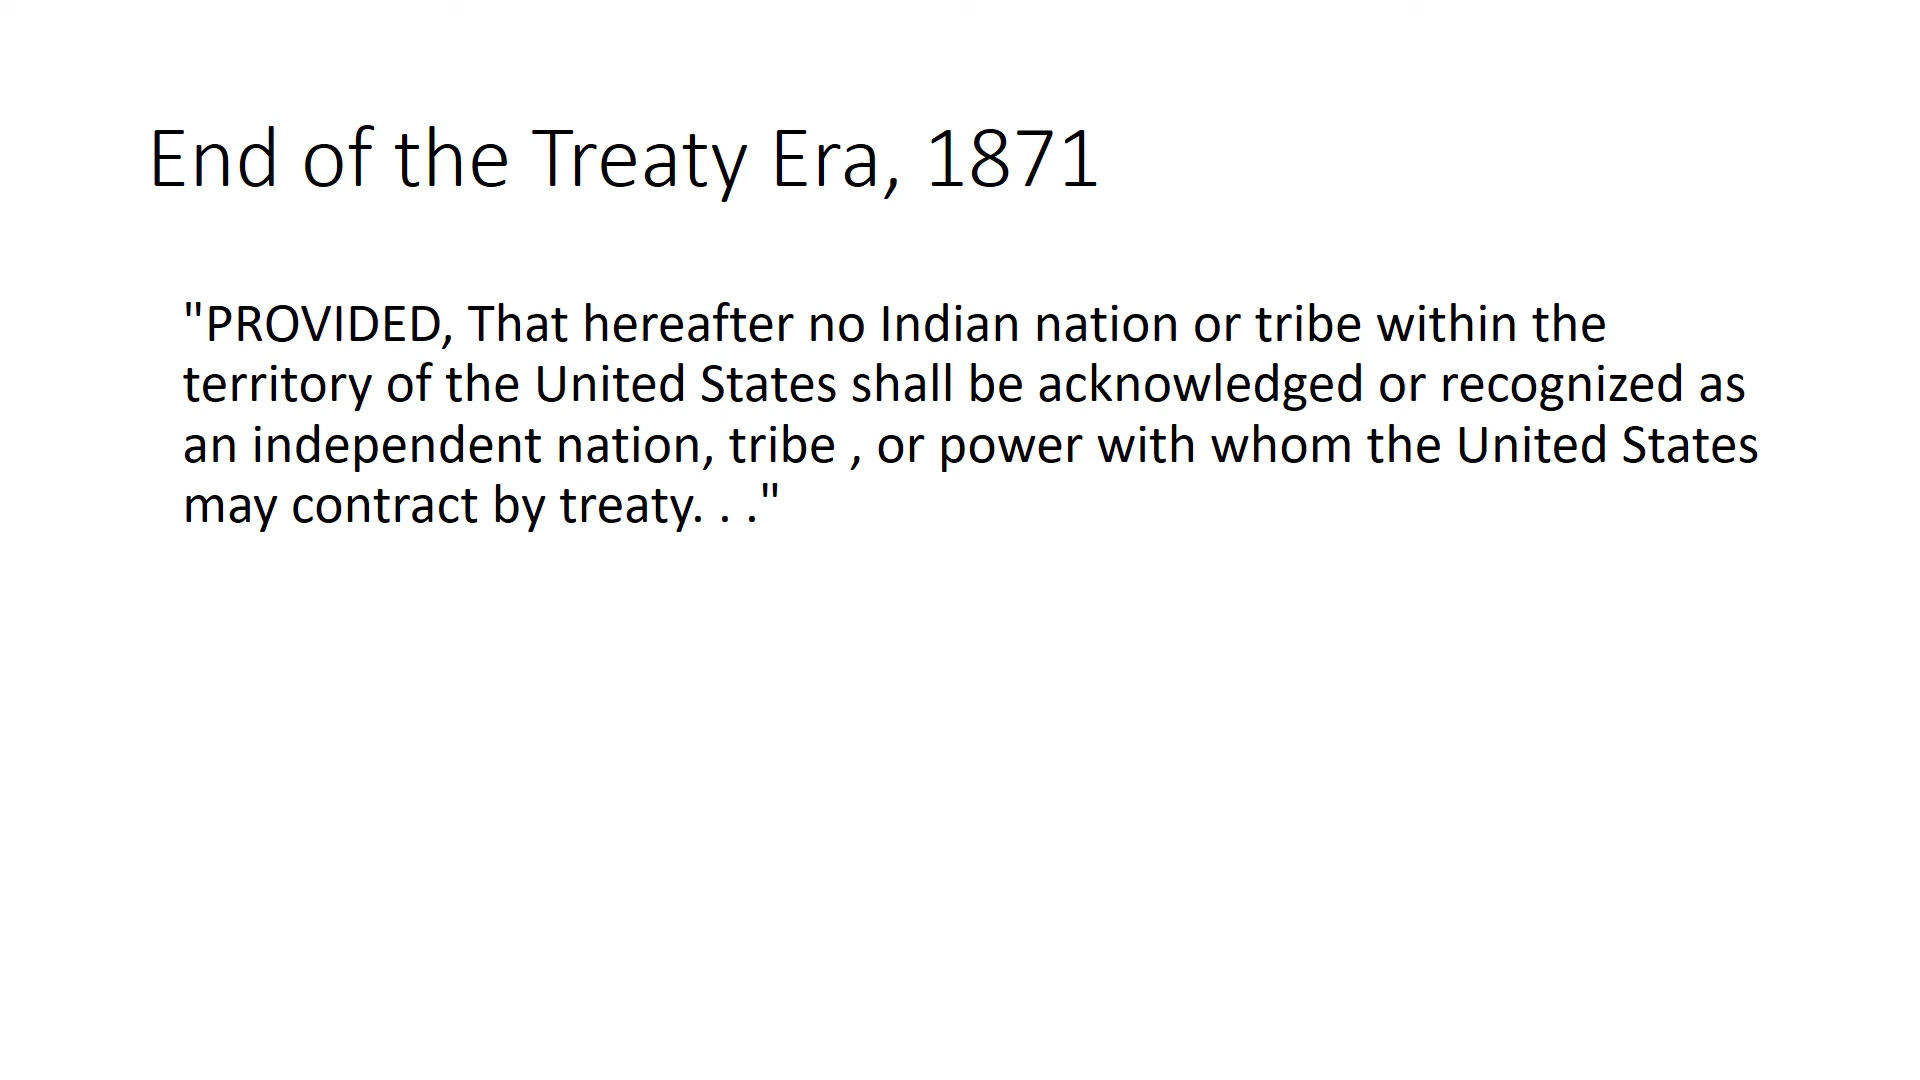 End of the Treaty Era, 1871
"PROVIDED, That hereafter no Indian nation or tribe within the
territory of the United States shall be acknowledged or recognized as
an independent nation, tribe , or power with whom the United States
may contract by treaty. . ."